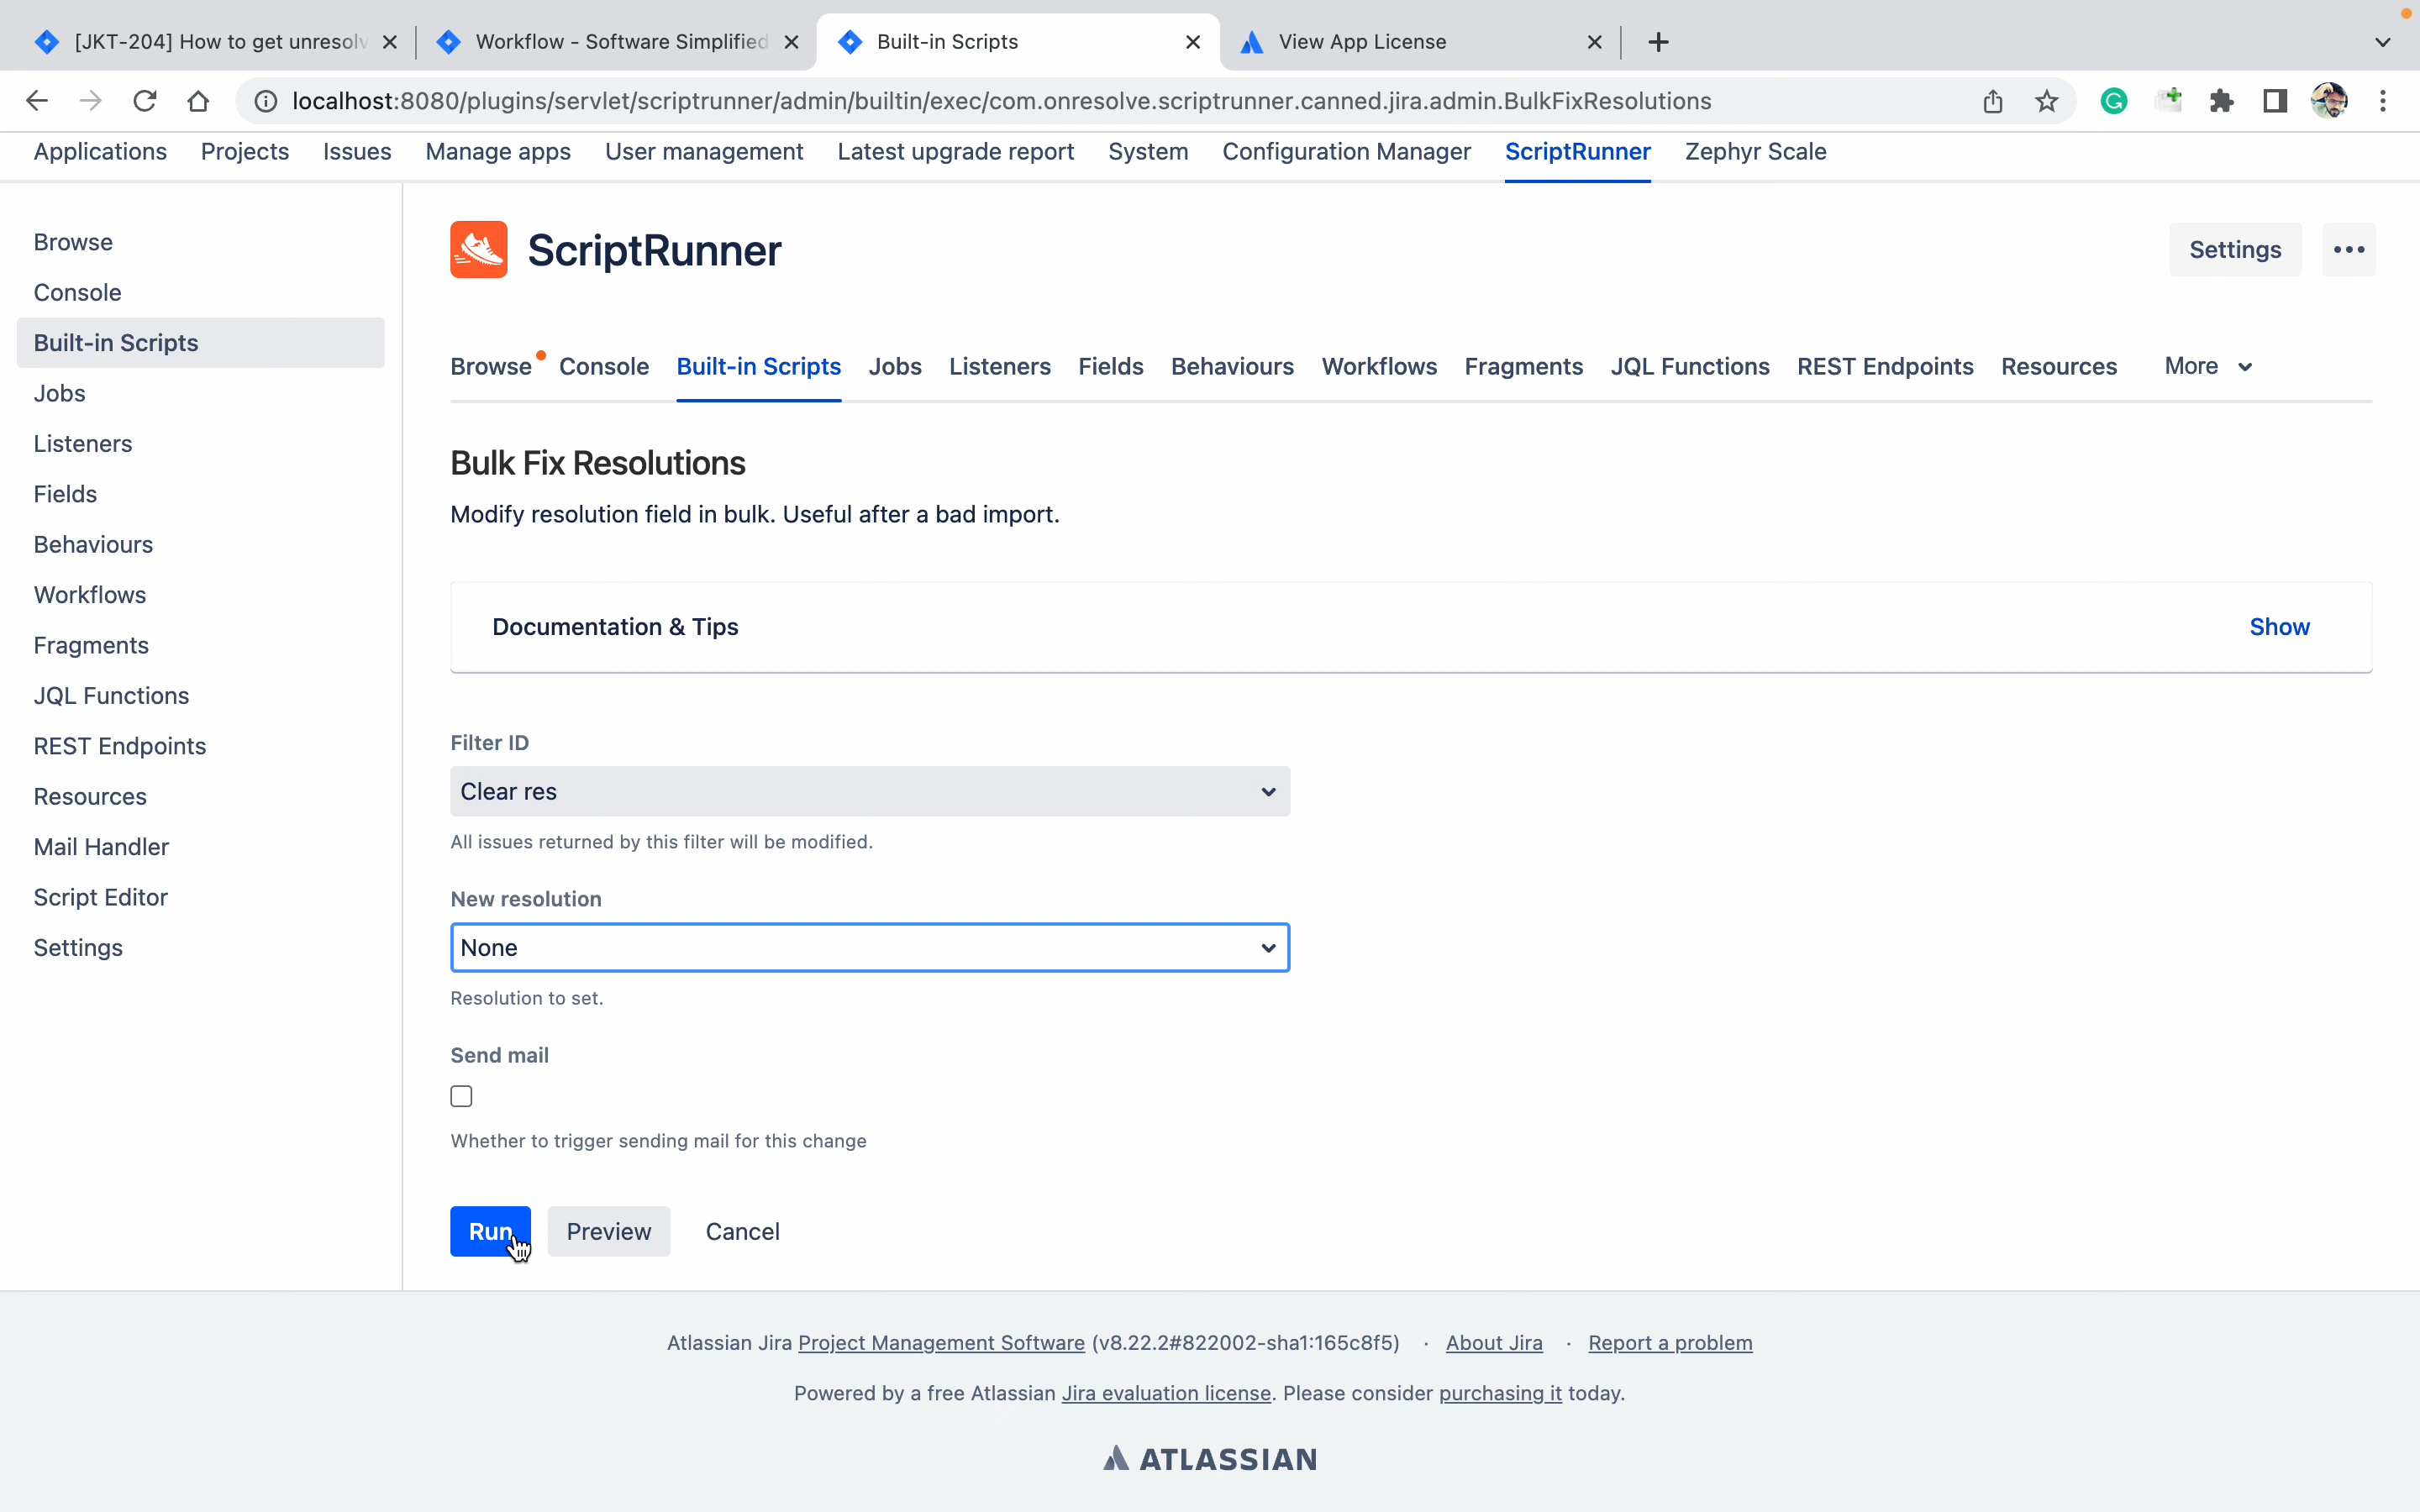 [JKT-204] How to get unresolv
Workflow - Software Simplified
Built-in Scripts
View App License
localhost:8080/plugins/servlet/scriptrunner/admin/builtin/exec/com.onresolve.scriptrunner.canned.jira.admin.BulkFixResolutions
Applications Projects Issues Manage apps User management Latest upgrade report System Configuration Manager ScriptRunner Zephyr Scale
Browse
Console
Built-in Scripts
Jobs
Listeners
Fields
Behaviours
Workflows
Fragments
JQL Functions
REST Endpoints
Resources
Mail Handler
Script Editor
Settings
ScriptRunner
Settings
Browse Console Built-in Scripts Jobs Listeners Fields Behaviours Workflows Fragments JQL Functions REST Endpoints Resources More
Bulk Fix Resolutions
Modify resolution field in bulk. Useful after a bad import.
Documentation & Tips
Show
Filter ID
Clear res
All issues returned by this filter will be modified.
New resolution
None
Resolution to set.
Send mail
Whether to trigger sending mail for this change
Run Preview Cancel
Atlassian Jira Project Management Software (v8.22.2#822002-sha1:165c8f5) · About Jira · Report a problem
Powered by a free Atlassian Jira evaluation license. Please consider purchasing it today.
ATLASSIAN